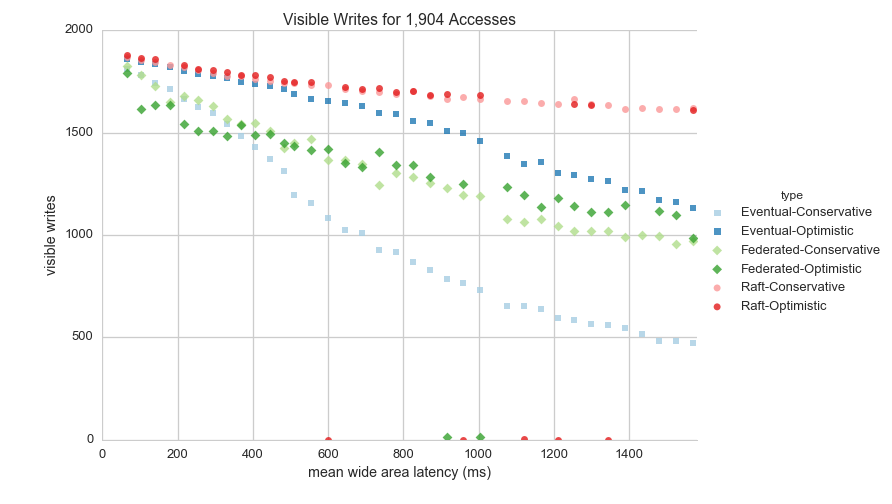 Visible Writes for 1,904 Accesses
2000
1500
1000
500
0
visible writes
0 200 400 600 800 1000 1200 1400
mean wide area latency (ms)
type
Eventual-Conservative
Eventual-Optimistic
Federated-Conservative
Federated-Optimistic
Raft-Conservative
Raft-Optimistic